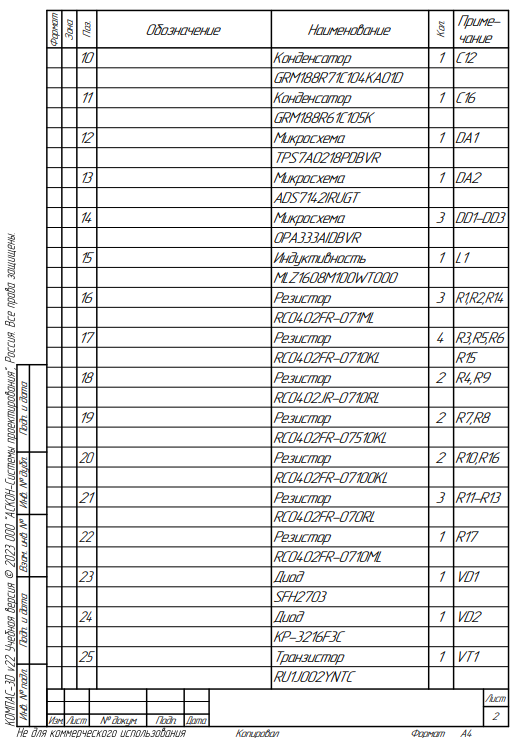 Формат
Зона
Поз.
Обозначение
Наименование
Кол.
Приме-
чание
10 Конденсатор 1 C12
GRM188R71C104KA01D
11 Конденсатор 1 C16
GRM188R61C105K
12 Микросхема 1 DA1
TPS7A0218PDBVR
13 Микросхема 1 DA2
ADS7142IRUGT
14 Микросхема 3 DD1-DD3
OPA333AIDBVR
15 Индуктивность 1 L1
MLZ1608M100WT000
16 Резистор 3 R1,R2,R14
RC0402FR-071ML
17 Резистор 4 R3,R5,R6
RC0402FR-0710KL R15
18 Резистор 2 R4,R9
RC0402JR-0710RL
19 Резистор 2 R7,R8
RC0402FR-07510KL
20 Резистор 2 R10,R16
RC0402FR-07100KL
21 Резистор 3 R11-R13
RC0402FR-070RL
22 Резистор 1 R17
RC0402FR-0710ML
23 Диод 1 VD1
SFH2703
24 Диод 1 VD2
KP-3216F3C
25 Транзистор 1 VT1
RU1J002YNTC
КОМПАС-3D v22 Учебная версия © 2023 ООО "АСКОН-Системы проектирования", Россия. Все права защищены.
Подп. и дата
Инв. № дубл.
Взам. инв. №
Подп. и дата
Инв. № подл.
Изм. Лист № докум. Подп. Дата
Лист
2
Не для коммерческого использования Копировал Формат A4